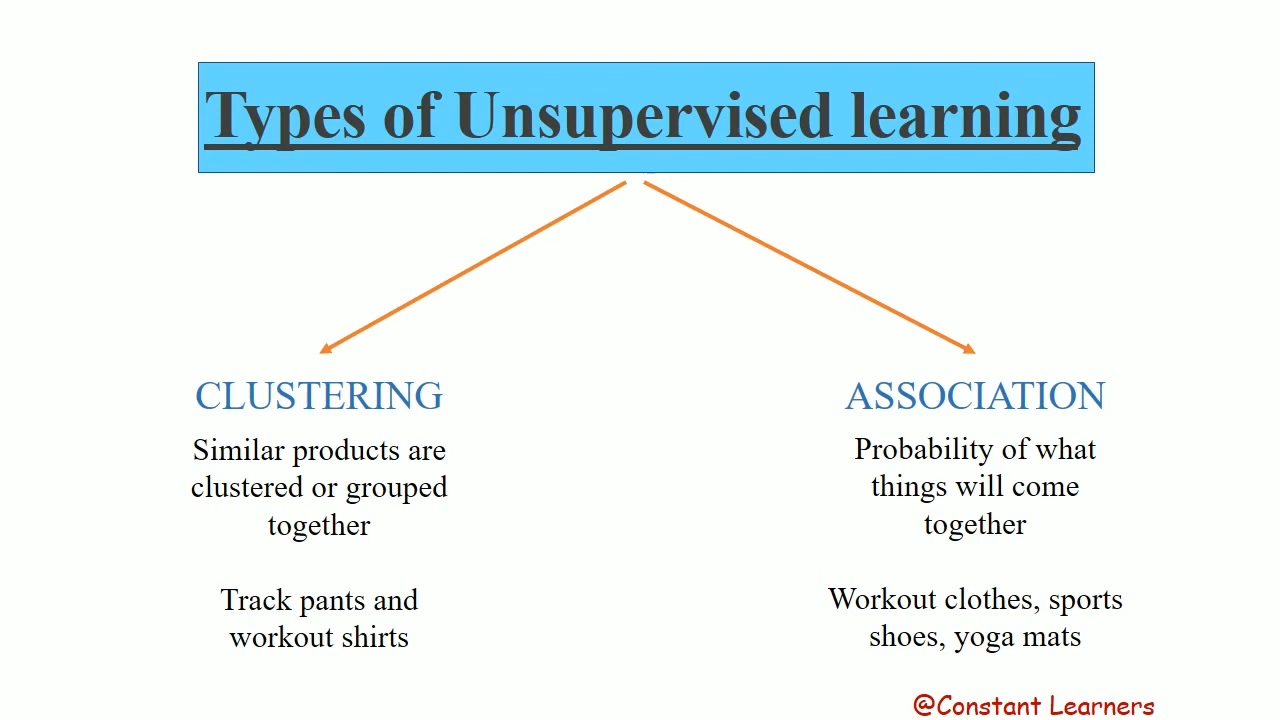 Types of Unsupervised learning
CLUSTERING
Similar products are
clustered or grouped
together
Track pants and
workout shirts
ASSOCIATION
Probability of what
things will come
together
Workout clothes, sports
shoes, yoga mats
@Constant Learners